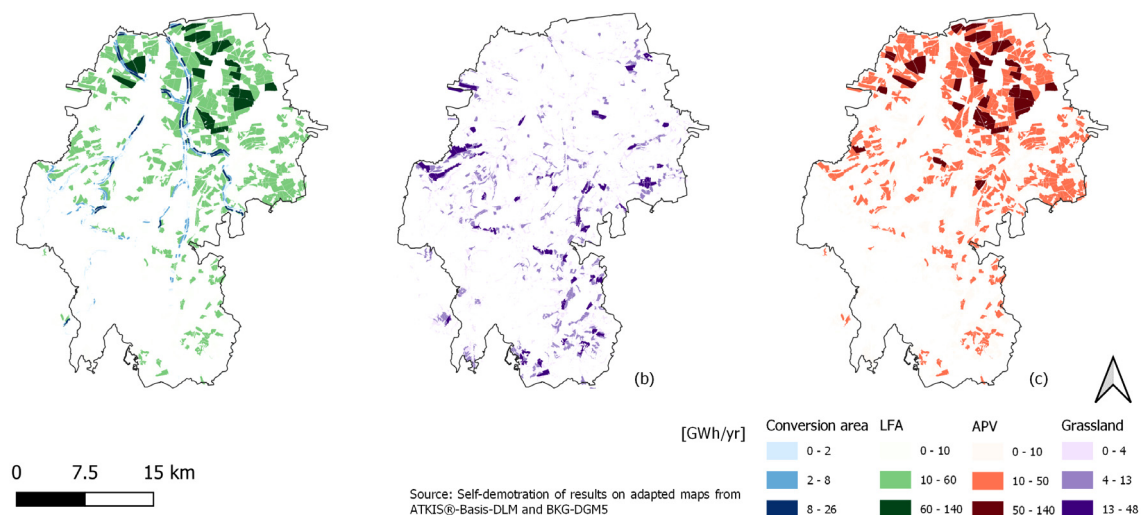 (b)
(c)
[GWh/yr]
Conversion area LFA APV Grassland
0 - 2 0 - 10 0 - 10 0 - 4
2 - 8 10 - 60 10 - 50 4 - 13
8 - 26 60 - 140 50 - 140 13 - 48
0 7.5 15 km
Source: Self-demotration of results on adapted maps from
ATKIS®-Basis-DLM and BKG-DGM5